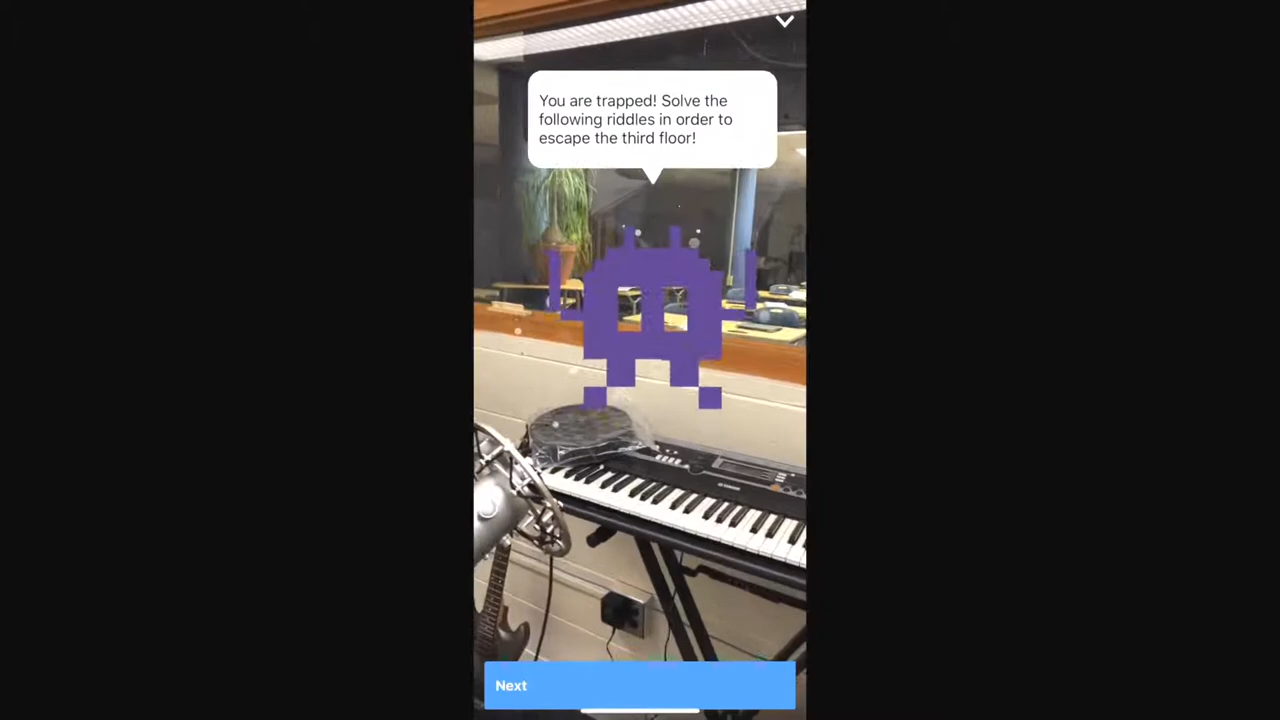 You are trapped! Solve the
following riddles in order to
escape the third floor!
Next